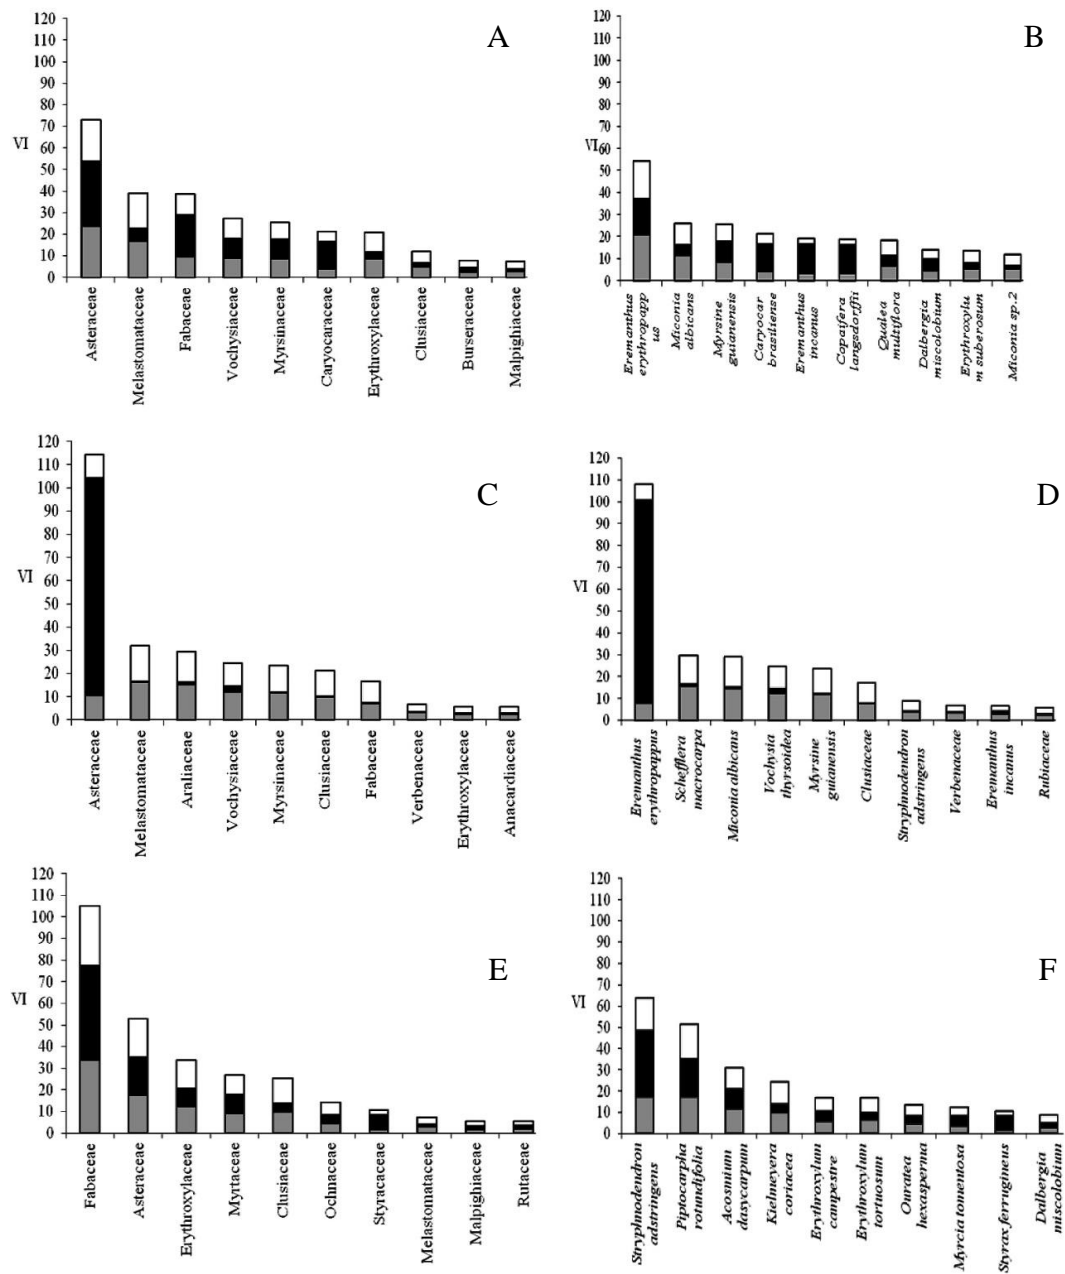 A
120
110
100
90
80
70
60
50
40
30
20
10
0
VI
Asteraceae
Melastomataceae
Fabaceae
Vochysiaceae
Myrsinaceae
Caryocaraceae
Erythroxylaceae
Clusiaceae
Burseraceae
Malpighiaceae
B
120
110
100
90
80
70
60
50
40
30
20
10
0
VI
Eremanthus
erythropapp
us
Miconia
albicans
Myrsine
guianensis
Caryocar
brasiliense
Eremanthus
incanus
Copaifera
langsdorffii
Qualea
multiflora
Dalbergia
miscolobium
Erythroxylu
m suberosum
Miconia sp.2
C
120
110
100
90
80
70
60
50
40
30
20
10
0
VI
Asteraceae
Melastomataceae
Araliaceae
Vochysiaceae
Myrsinaceae
Clusiaceae
Fabaceae
Verbenaceae
Erythroxylaceae
Anacardiaceae
D
120
110
100
90
80
70
60
50
40
30
20
10
0
VI
Eremanthus
erythropappus
Schefflera
macrocarpa
Miconia albicans
Vochysia
thyrsoidea
Myrsine
guianensis
Clusiaceae
Stryphnodendron
adstringens
Verbenaceae
Eremanthus
incanus
Rubiaceae
E
120
110
100
90
80
70
60
50
40
30
20
10
0
VI
Fabaceae
Asteraceae
Erythroxylaceae
Myrtaceae
Clusiaceae
Ochnaceae
Styracaceae
Melastomataceae
Malpighiaceae
Rutaceae
F
120
110
100
90
80
70
60
50
40
30
20
10
0
VI
Stryphnodendron
adstringens
Piptocarpha
rotundifolia
Acosmium
dasycarpum
Kielmeyera
coriacea
Erythroxylum
campestre
Erythroxylum
tortuosum
Ouratea
hexasperma
Myrcia tomentosa
Styrax ferrugineus
Dalbergia
miscolobium